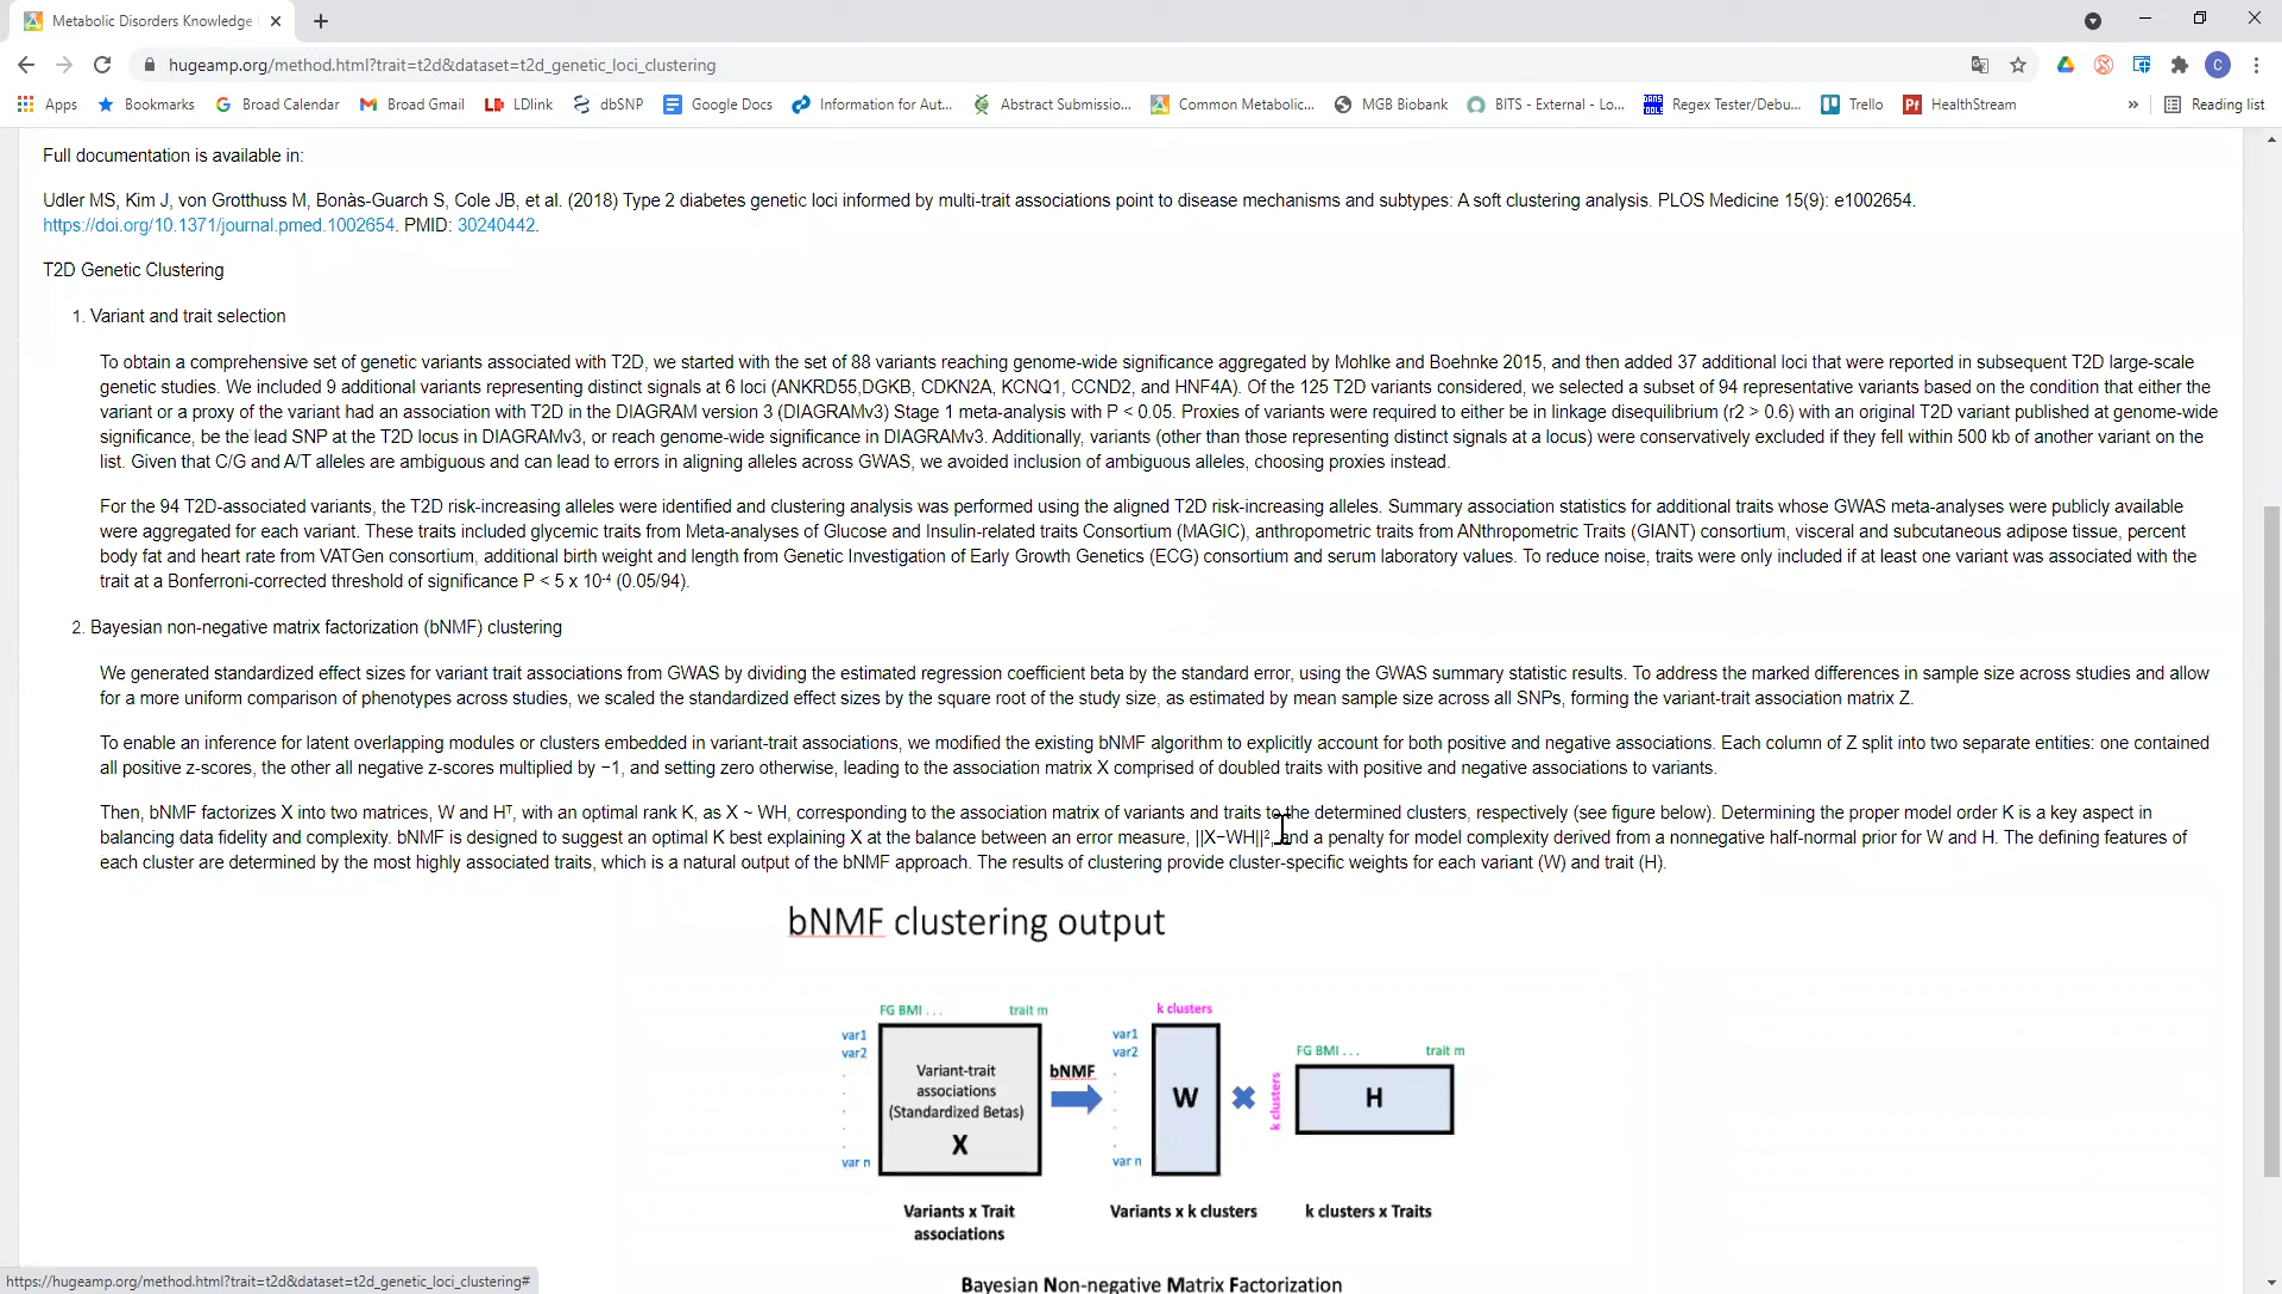 Metabolic Disorders Knowledge
hugeamp.org/method.html?trait=t2d&dataset=t2d_genetic_loci_clustering
C
Apps Bookmarks Broad Calendar Broad Gmail LDlink dbSNP Google Docs Information for Aut... Abstract Submissio... Common Metabolic... MGB Biobank BITS - External - Lo... Regex Tester/Debu... Trello HealthStream » Reading list
Full documentation is available in:
Udler MS, Kim J, von Grotthuss M, Bonàs-Guarch S, Cole JB, et al. (2018) Type 2 diabetes genetic loci informed by multi-trait associations point to disease mechanisms and subtypes: A soft clustering analysis. PLOS Medicine 15(9): e1002654.
https://doi.org/10.1371/journal.pmed.1002654. PMID: 30240442.
T2D Genetic Clustering
1. Variant and trait selection
To obtain a comprehensive set of genetic variants associated with T2D, we started with the set of 88 variants reaching genome-wide significance aggregated by Mohlke and Boehnke 2015, and then added 37 additional loci that were reported in subsequent T2D large-scale
genetic studies. We included 9 additional variants representing distinct signals at 6 loci (ANKRD55,DGKB, CDKN2A, KCNQ1, CCND2, and HNF4A). Of the 125 T2D variants considered, we selected a subset of 94 representative variants based on the condition that either the
variant or a proxy of the variant had an association with T2D in the DIAGRAM version 3 (DIAGRAMv3) Stage 1 meta-analysis with P < 0.05. Proxies of variants were required to either be in linkage disequilibrium (r2 > 0.6) with an original T2D variant published at genome-wide
significance, be the lead SNP at the T2D locus in DIAGRAMv3, or reach genome-wide significance in DIAGRAMv3. Additionally, variants (other than those representing distinct signals at a locus) were conservatively excluded if they fell within 500 kb of another variant on the
list. Given that C/G and A/T alleles are ambiguous and can lead to errors in aligning alleles across GWAS, we avoided inclusion of ambiguous alleles, choosing proxies instead.
For the 94 T2D-associated variants, the T2D risk-increasing alleles were identified and clustering analysis was performed using the aligned T2D risk-increasing alleles. Summary association statistics for additional traits whose GWAS meta-analyses were publicly available
were aggregated for each variant. These traits included glycemic traits from Meta-analyses of Glucose and Insulin-related traits Consortium (MAGIC), anthropometric traits from ANthropometric Traits (GIANT) consortium, visceral and subcutaneous adipose tissue, percent
body fat and heart rate from VATGen consortium, additional birth weight and length from Genetic Investigation of Early Growth Genetics (ECG) consortium and serum laboratory values. To reduce noise, traits were only included if at least one variant was associated with the
trait at a Bonferroni-corrected threshold of significance P < 5 x 10⁻⁴ (0.05/94).
2. Bayesian non-negative matrix factorization (bNMF) clustering
We generated standardized effect sizes for variant trait associations from GWAS by dividing the estimated regression coefficient beta by the standard error, using the GWAS summary statistic results. To address the marked differences in sample size across studies and allow
for a more uniform comparison of phenotypes across studies, we scaled the standardized effect sizes by the square root of the study size, as estimated by mean sample size across all SNPs, forming the variant-trait association matrix Z.
To enable an inference for latent overlapping modules or clusters embedded in variant-trait associations, we modified the existing bNMF algorithm to explicitly account for both positive and negative associations. Each column of Z split into two separate entities: one contained
all positive z-scores, the other all negative z-scores multiplied by −1, and setting zero otherwise, leading to the association matrix X comprised of doubled traits with positive and negative associations to variants.
Then, bNMF factorizes X into two matrices, W and Hᵀ, with an optimal rank K, as X ~ WH, corresponding to the association matrix of variants and traits to the determined clusters, respectively (see figure below). Determining the proper model order K is a key aspect in
balancing data fidelity and complexity. bNMF is designed to suggest an optimal K best explaining X at the balance between an error measure, ||X−WH||², and a penalty for model complexity derived from a nonnegative half-normal prior for W and H. The defining features of
each cluster are determined by the most highly associated traits, which is a natural output of the bNMF approach. The results of clustering provide cluster-specific weights for each variant (W) and trait (H).
bNMF clustering output
FG BMI . . . trait m
k clusters
var1
var2
var n
Variant-trait
associations
(Standardized Betas)
X
bNMF
var1
var2
var n
W
FG BMI . . . trait m
k clusters
H
Variants x Trait
associations
Variants x k clusters
k clusters x Traits
Bayesian Non-negative Matrix Factorization
https://hugeamp.org/method.html?trait=t2d&dataset=t2d_genetic_loci_clustering#